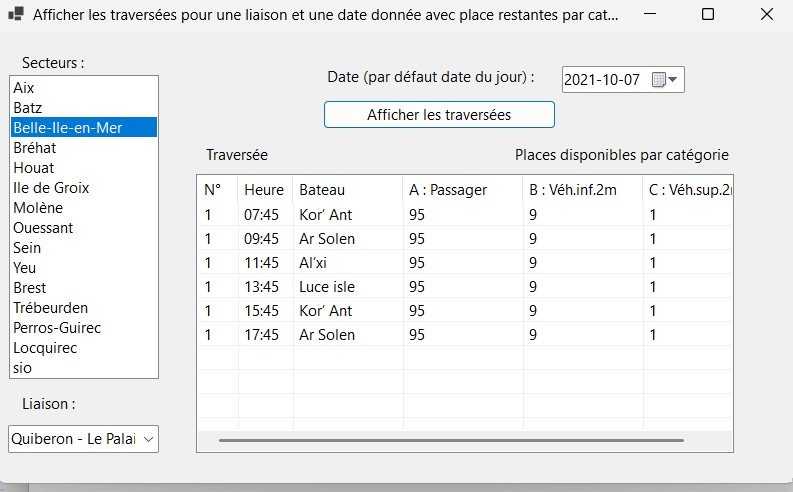 Afficher les traversées pour une liaison et une date donnée avec place restantes par cat...
Secteurs :
Aix
Batz
Belle-Ile-en-Mer
Bréhat
Houat
Ile de Groix
Molène
Ouessant
Sein
Yeu
Brest
Trébeurden
Perros-Guirec
Locquirec
sio
Liaison :
Quiberon - Le Palai
Date (par défaut date du jour) : 2021-10-07
Afficher les traversées
Traversée Places disponibles par catégorie
N° Heure Bateau A : Passager B : Véh.inf.2m C : Véh.sup.2
1 07:45 Kor' Ant 95 9 1
1 09:45 Ar Solen 95 9 1
1 11:45 Al'xi 95 9 1
1 13:45 Luce isle 95 9 1
1 15:45 Kor' Ant 95 9 1
1 17:45 Ar Solen 95 9 1